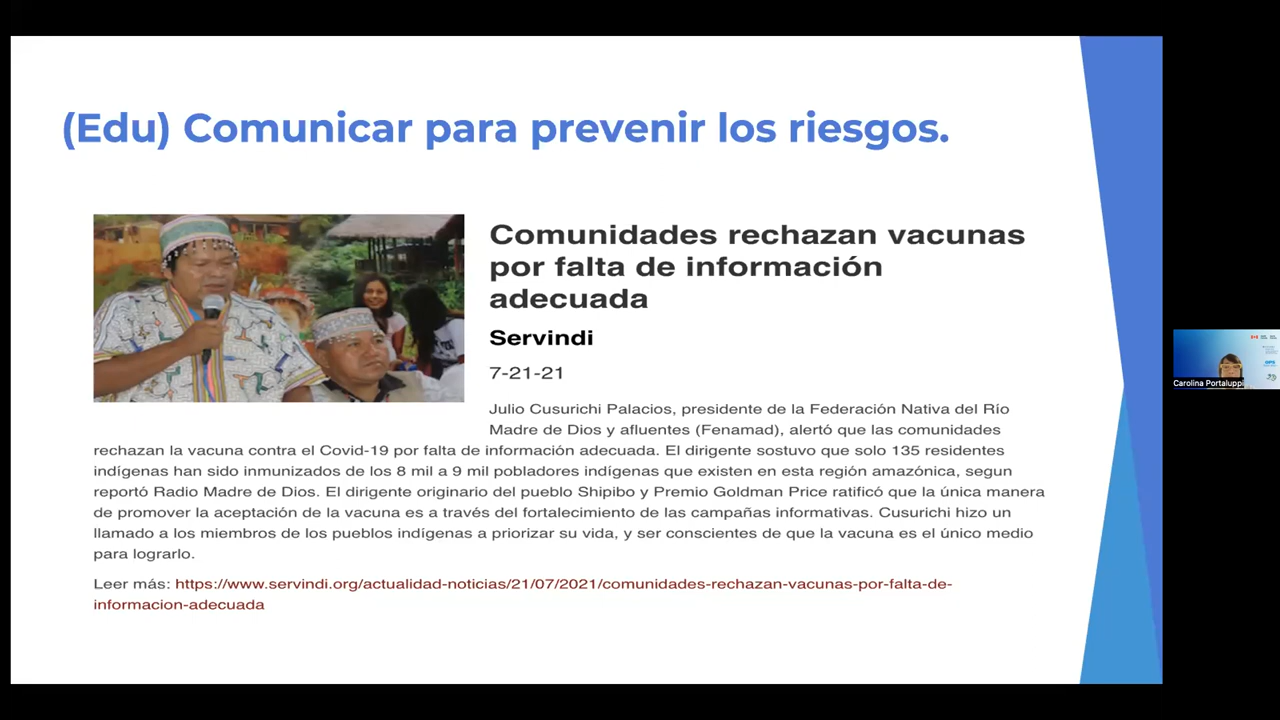 (Edu) Comunicar para prevenir los riesgos.
Comunidades rechazan vacunas
por falta de información
adecuada
Servindi
7-21-21
Julio Cusurichi Palacios, presidente de la Federación Nativa del Río
Madre de Dios y afluentes (Fenamad), alertó que las comunidades
rechazan la vacuna contra el Covid-19 por falta de información adecuada. El dirigente sostuvo que solo 135 residentes
indígenas han sido inmunizados de los 8 mil a 9 mil pobladores indígenas que existen en esta región amazónica, segun
reportó Radio Madre de Dios. El dirigente originario del pueblo Shipibo y Premio Goldman Price ratificó que la única manera
de promover la aceptación de la vacuna es a través del fortalecimiento de las campañas informativas. Cusurichi hizo un
llamado a los miembros de los pueblos indígenas a priorizar su vida, y ser conscientes de que la vacuna es el único medio
para lograrlo.
Leer más: https://www.servindi.org/actualidad-noticias/21/07/2021/comunidades-rechazan-vacunas-por-falta-de-
informacion-adecuada
OPS
Carolina Portaluppi